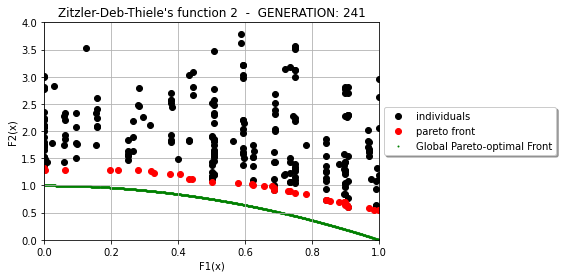 Zitzler-Deb-Thiele's function 2 - GENERATION: 241
4.0
3.5
3.0
2.5
2.0
1.5
1.0
0.5
0.0
F2(x)
0.0 0.2 0.4 0.6 0.8 1.0
F1(x)
individuals
pareto front
Global Pareto-optimal Front